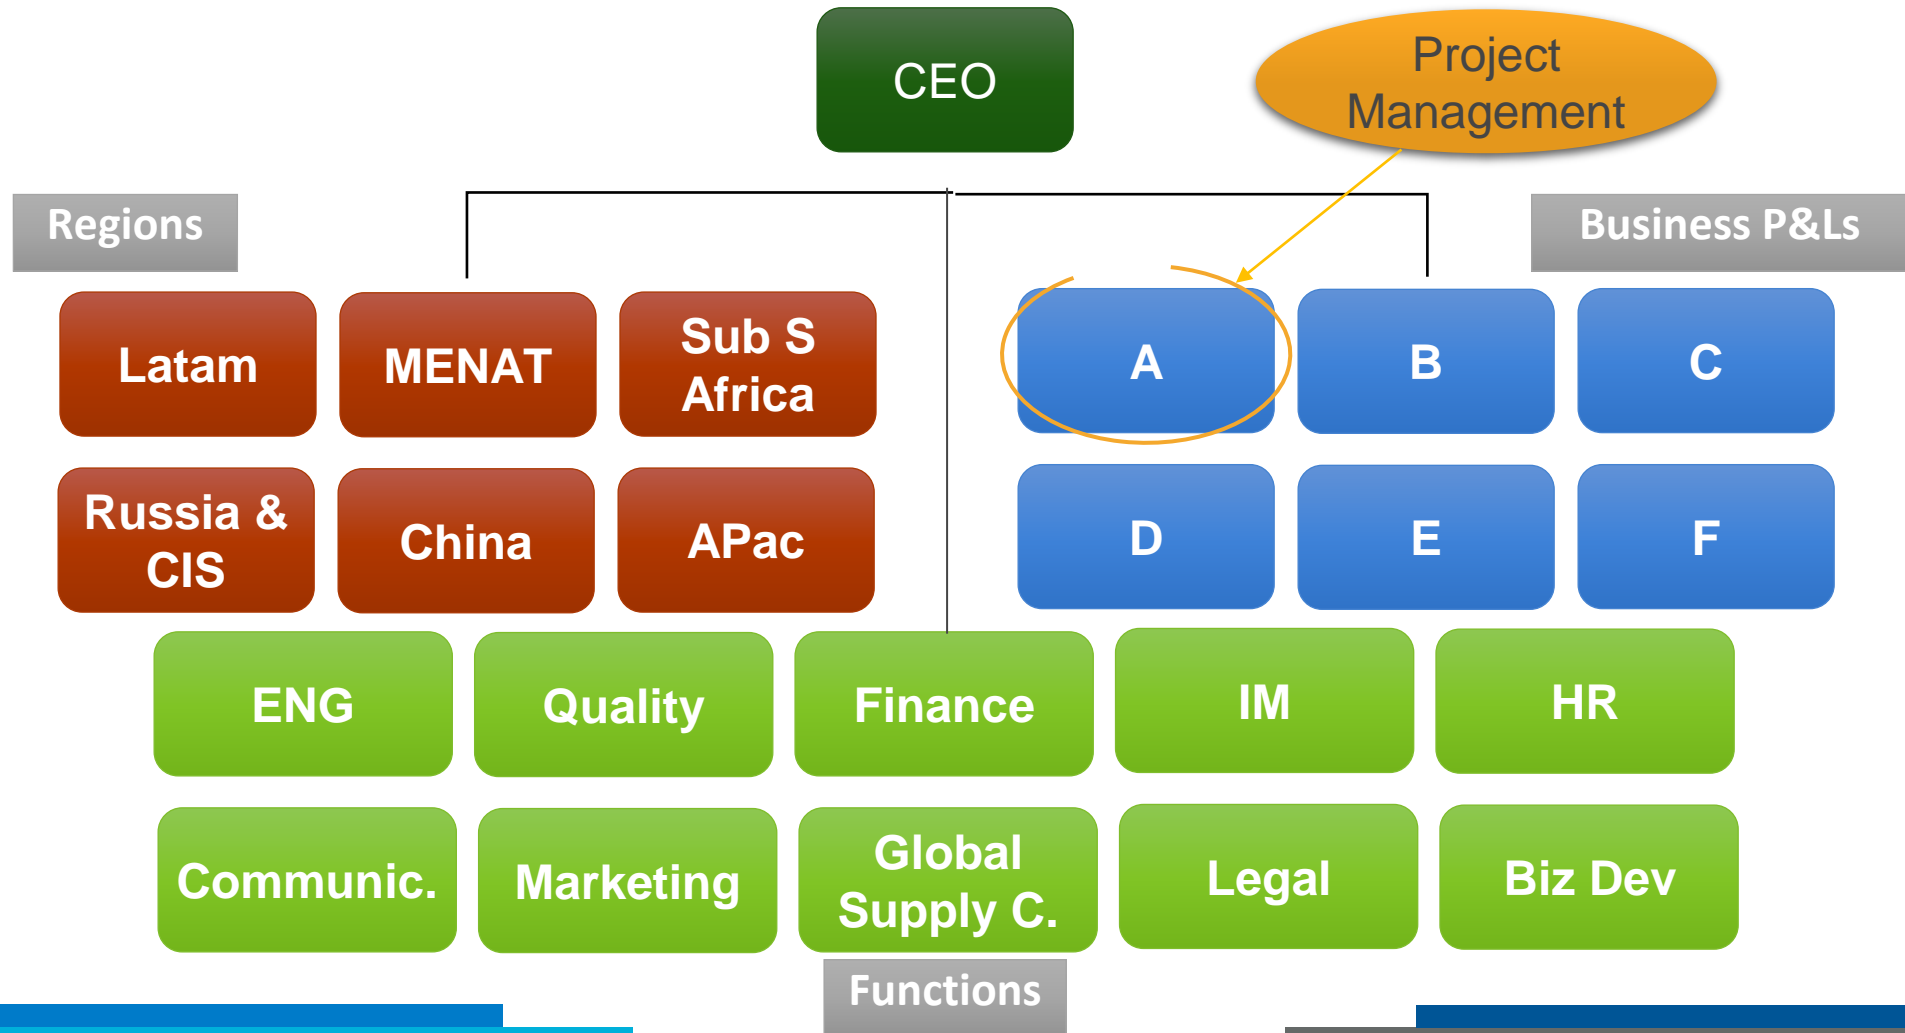 CEO
Project
Management
Regions
Business P&Ls
Latam
MENAT
Sub S
Africa
A
B
C
Russia &
CIS
China
APac
D
E
F
ENG
Quality
Finance
IM
HR
Communic.
Marketing
Global
Supply C.
Legal
Biz Dev
Functions